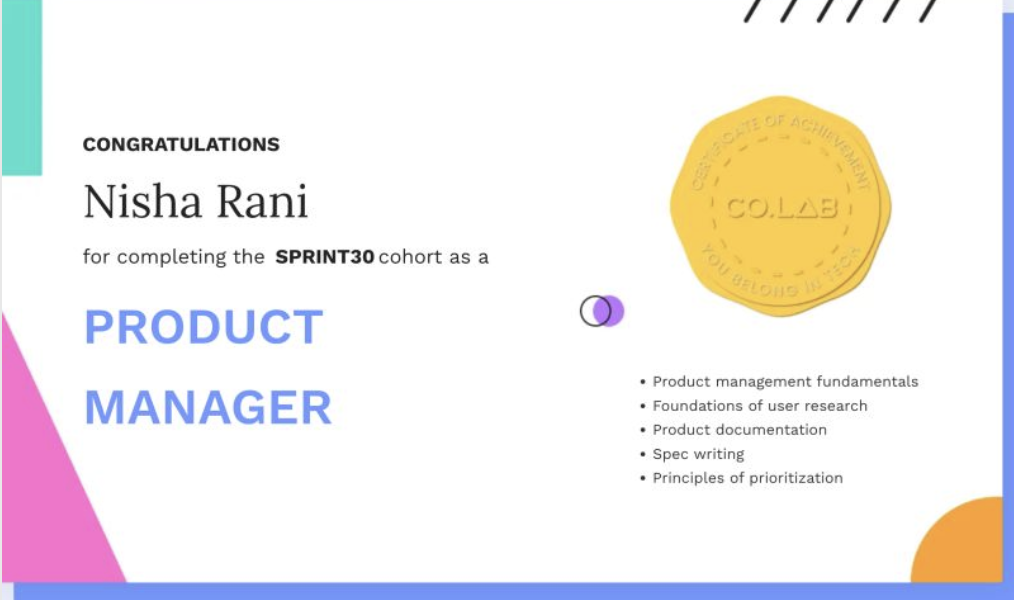 CONGRATULATIONS
Nisha Rani
for completing the SPRINT30 cohort as a
PRODUCT
MANAGER
CERTIFICATE OF ACHIEVEMENT
CO.LAB
YOU BELONG IN TECH
• Product management fundamentals
• Foundations of user research
• Product documentation
• Spec writing
• Principles of prioritization